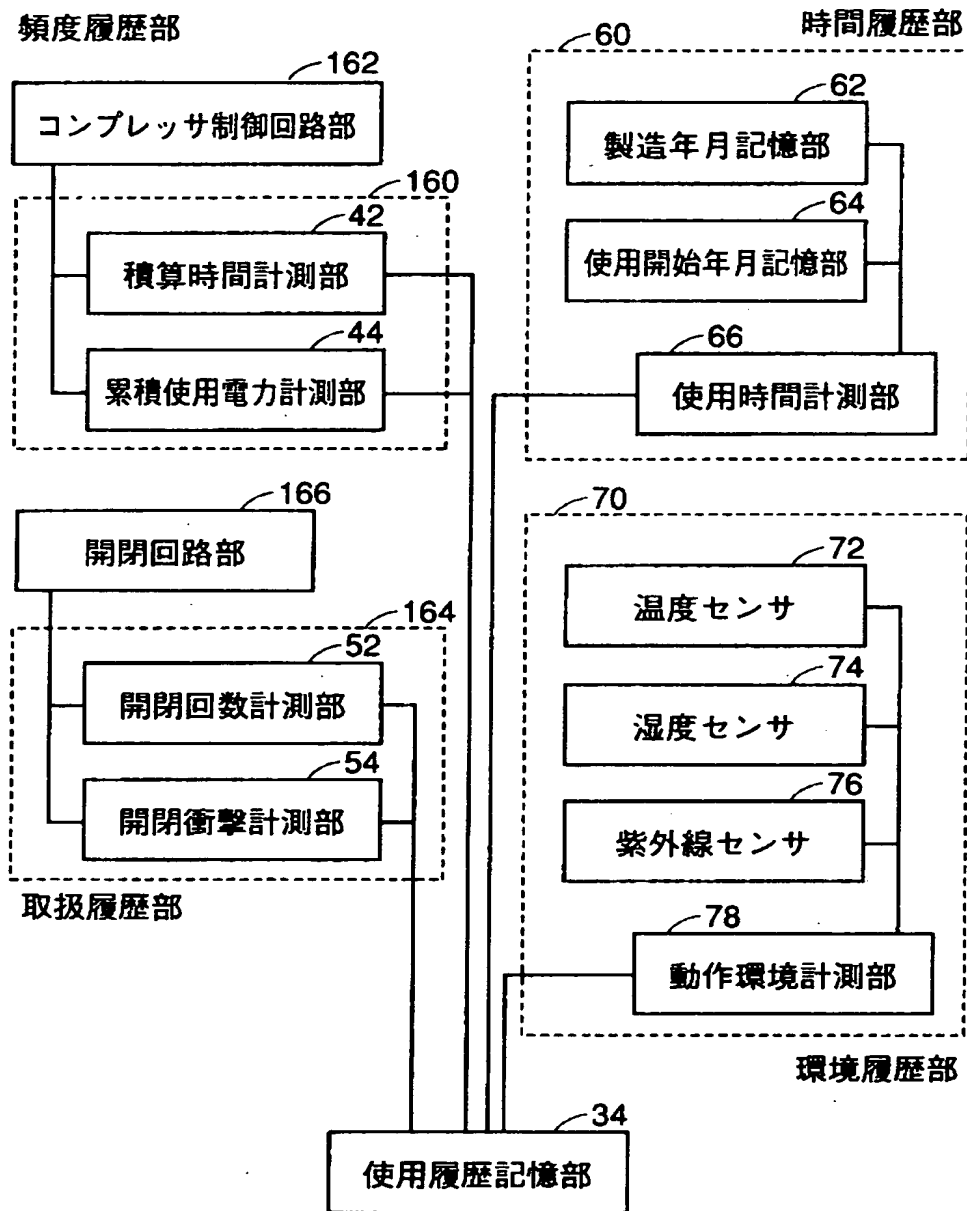 頻度履歴部
162
コンプレッサ制御回路部
160
42
積算時間計測部
44
累積使用電力計測部
166
開閉回路部
164
52
開閉回数計測部
54
開閉衝撃計測部
取扱履歴部
時間履歴部
60
62
製造年月記憶部
64
使用開始年月記憶部
66
使用時間計測部
70
72
温度センサ
74
湿度センサ
76
紫外線センサ
78
動作環境計測部
環境履歴部
34
使用履歴記憶部